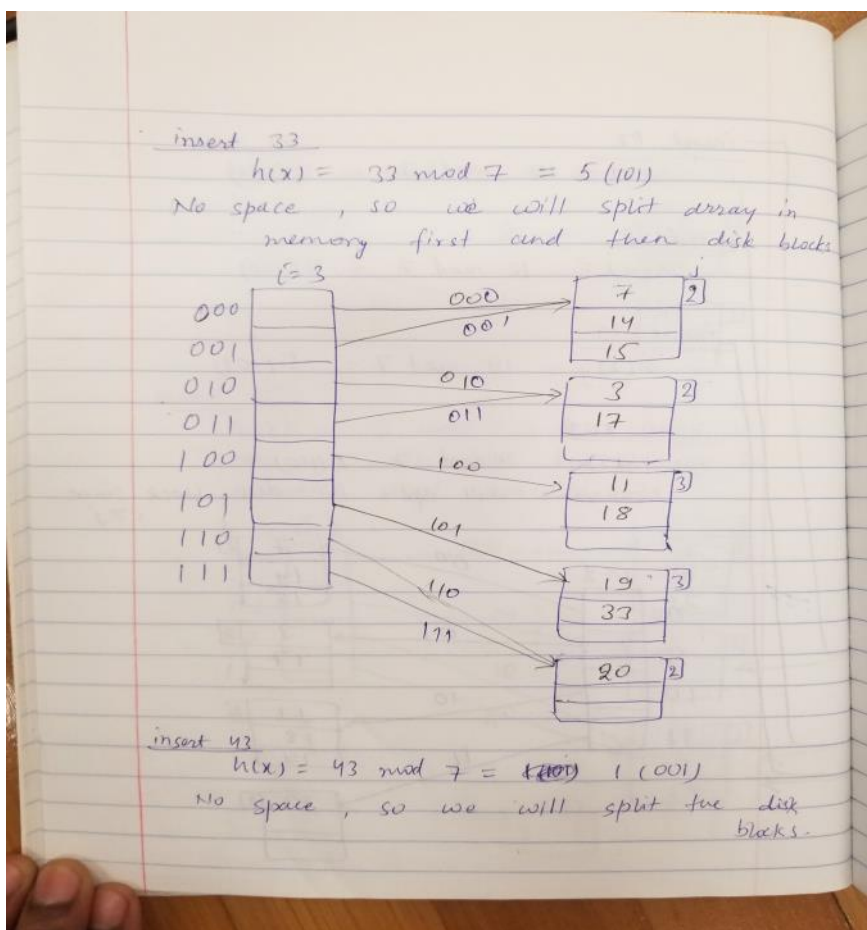 insert 33
h(x) = 33 mod 7 = 5 (101)
No space, so we will split array in
memory first and then disk blocks
i = 3
j
000
001
010
011
100
101
110
111
000
001
010
011
100
101
110
111
7 2
14
15
3 2
17
11 3
18
19 3
33
20 2
insert 43
h(x) = 43 mod 7 = 1 (001)
No space, so we will split the disk
blocks.